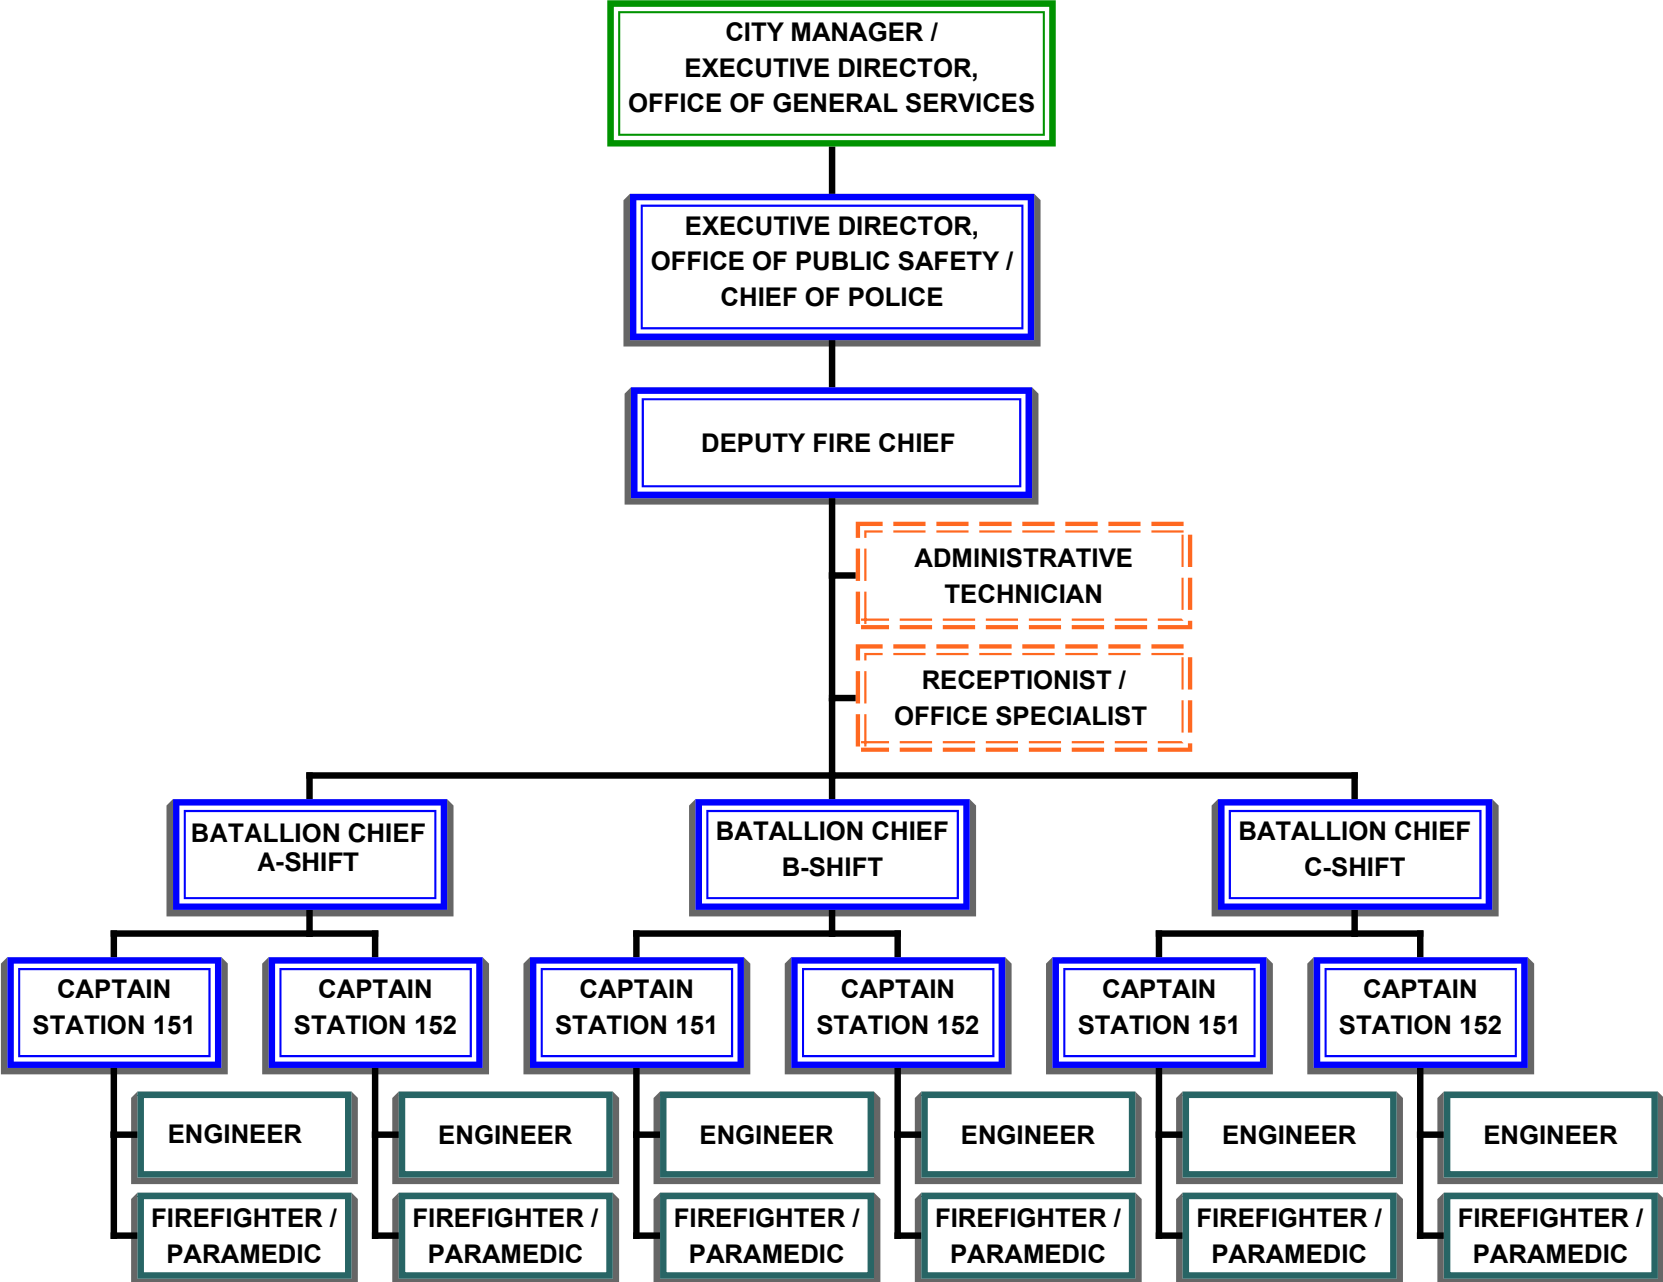 CITY MANAGER /
EXECUTIVE DIRECTOR,
OFFICE OF GENERAL SERVICES
EXECUTIVE DIRECTOR,
OFFICE OF PUBLIC SAFETY /
CHIEF OF POLICE
DEPUTY FIRE CHIEF
ADMINISTRATIVE
TECHNICIAN
RECEPTIONIST /
OFFICE SPECIALIST
BATALLION CHIEF
A-SHIFT
BATALLION CHIEF
B-SHIFT
BATALLION CHIEF
C-SHIFT
CAPTAIN
STATION 151
CAPTAIN
STATION 152
CAPTAIN
STATION 151
CAPTAIN
STATION 152
CAPTAIN
STATION 151
CAPTAIN
STATION 152
ENGINEER
ENGINEER
ENGINEER
ENGINEER
ENGINEER
ENGINEER
FIREFIGHTER /
PARAMEDIC
FIREFIGHTER /
PARAMEDIC
FIREFIGHTER /
PARAMEDIC
FIREFIGHTER /
PARAMEDIC
FIREFIGHTER /
PARAMEDIC
FIREFIGHTER /
PARAMEDIC